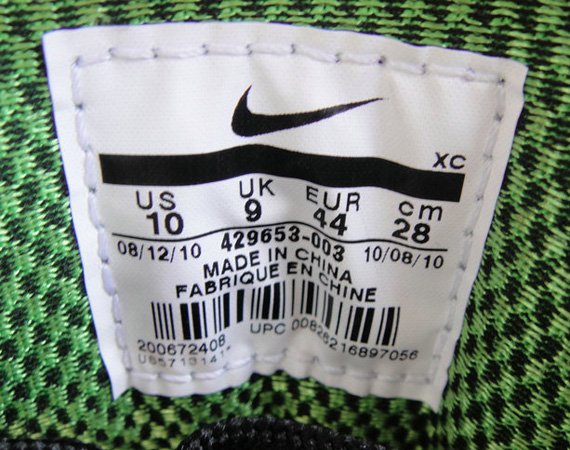 XC
US UK EUR cm
10 9 44 28
08/12/10 429653-003 10/08/10
MADE IN CHINA
FABRIQUE EN CHINE
200672408 UPC 00826216897056